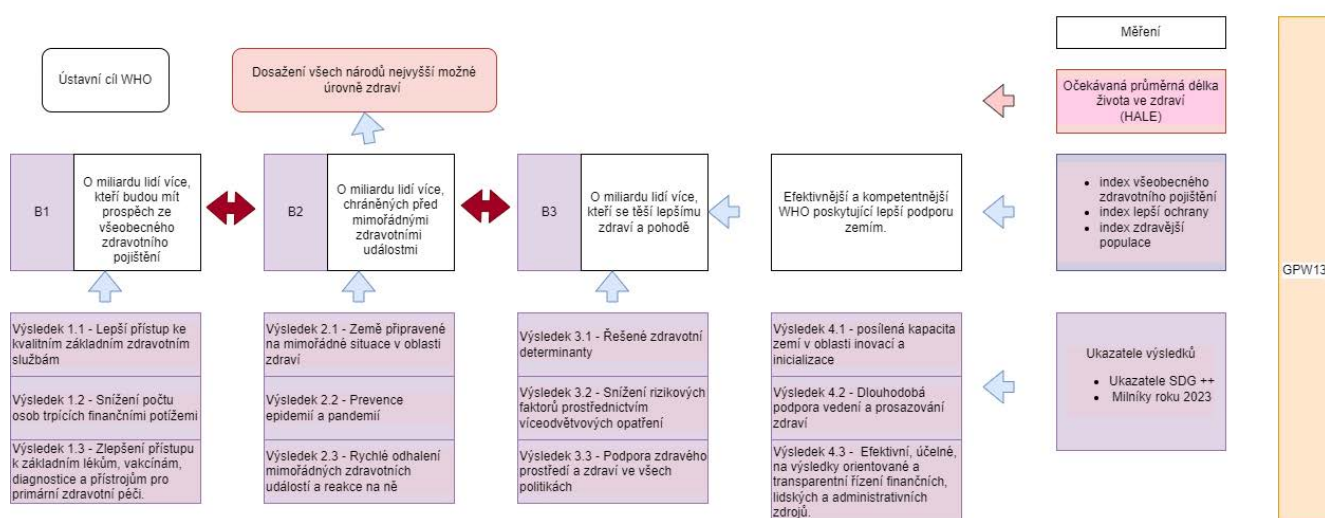 Měření
Ústavní cíl WHO
Dosažení všech národů nejvyšší možné
úrovně zdraví
Očekávaná průměrná délka
života ve zdraví
(HALE)
B1
O miliardu lidí více,
kteří budou mít
prospěch ze
všeobecného
zdravotního
pojištění
B2
O miliardu lidí více,
chráněných před
mimořádnými
zdravotními
událostmi
B3
O miliardu lidí více,
kteří se těší lepšímu
zdraví a pohodě
Efektivnější a kompetentnější
WHO poskytující lepší podporu
zemím.
• index všeobecného
zdravotního pojištění
• index lepší ochrany
• index zdravější
populace
GPW13
Výsledek 1.1 - Lepší přístup ke
kvalitním základním zdravotním
službám
Výsledek 1.2 - Snížení počtu
osob trpících finančními potížemi
Výsledek 1.3 - Zlepšení přístupu
k základním lékům, vakcínám,
diagnostice a přístrojům pro
primární zdravotní péči.
Výsledek 2.1 - Země připravené
na mimořádné situace v oblasti
zdraví
Výsledek 2.2 - Prevence
epidemií a pandemií
Výsledek 2.3 - Rychlé odhalení
mimořádných zdravotních
událostí a reakce na ně
Výsledek 3.1 - Řešené zdravotní
determinanty
Výsledek 3.2 - Snížení rizikových
faktorů prostřednictvím
víceodvětvových opatření
Výsledek 3.3 - Podpora zdravého
prostředí a zdraví ve všech
politikách
Výsledek 4.1 - posílená kapacita
zemí v oblasti inovací a
inicializace
Výsledek 4.2 - Dlouhodobá
podpora vedení a prosazování
zdraví
Výsledek 4.3 - Efektivní, účelné,
na výsledky orientované a
transparentní řízení finančních,
lidských a administrativních
zdrojů.
Ukazatele výsledků
• Ukazatele SDG ++
• Milníky roku 2023